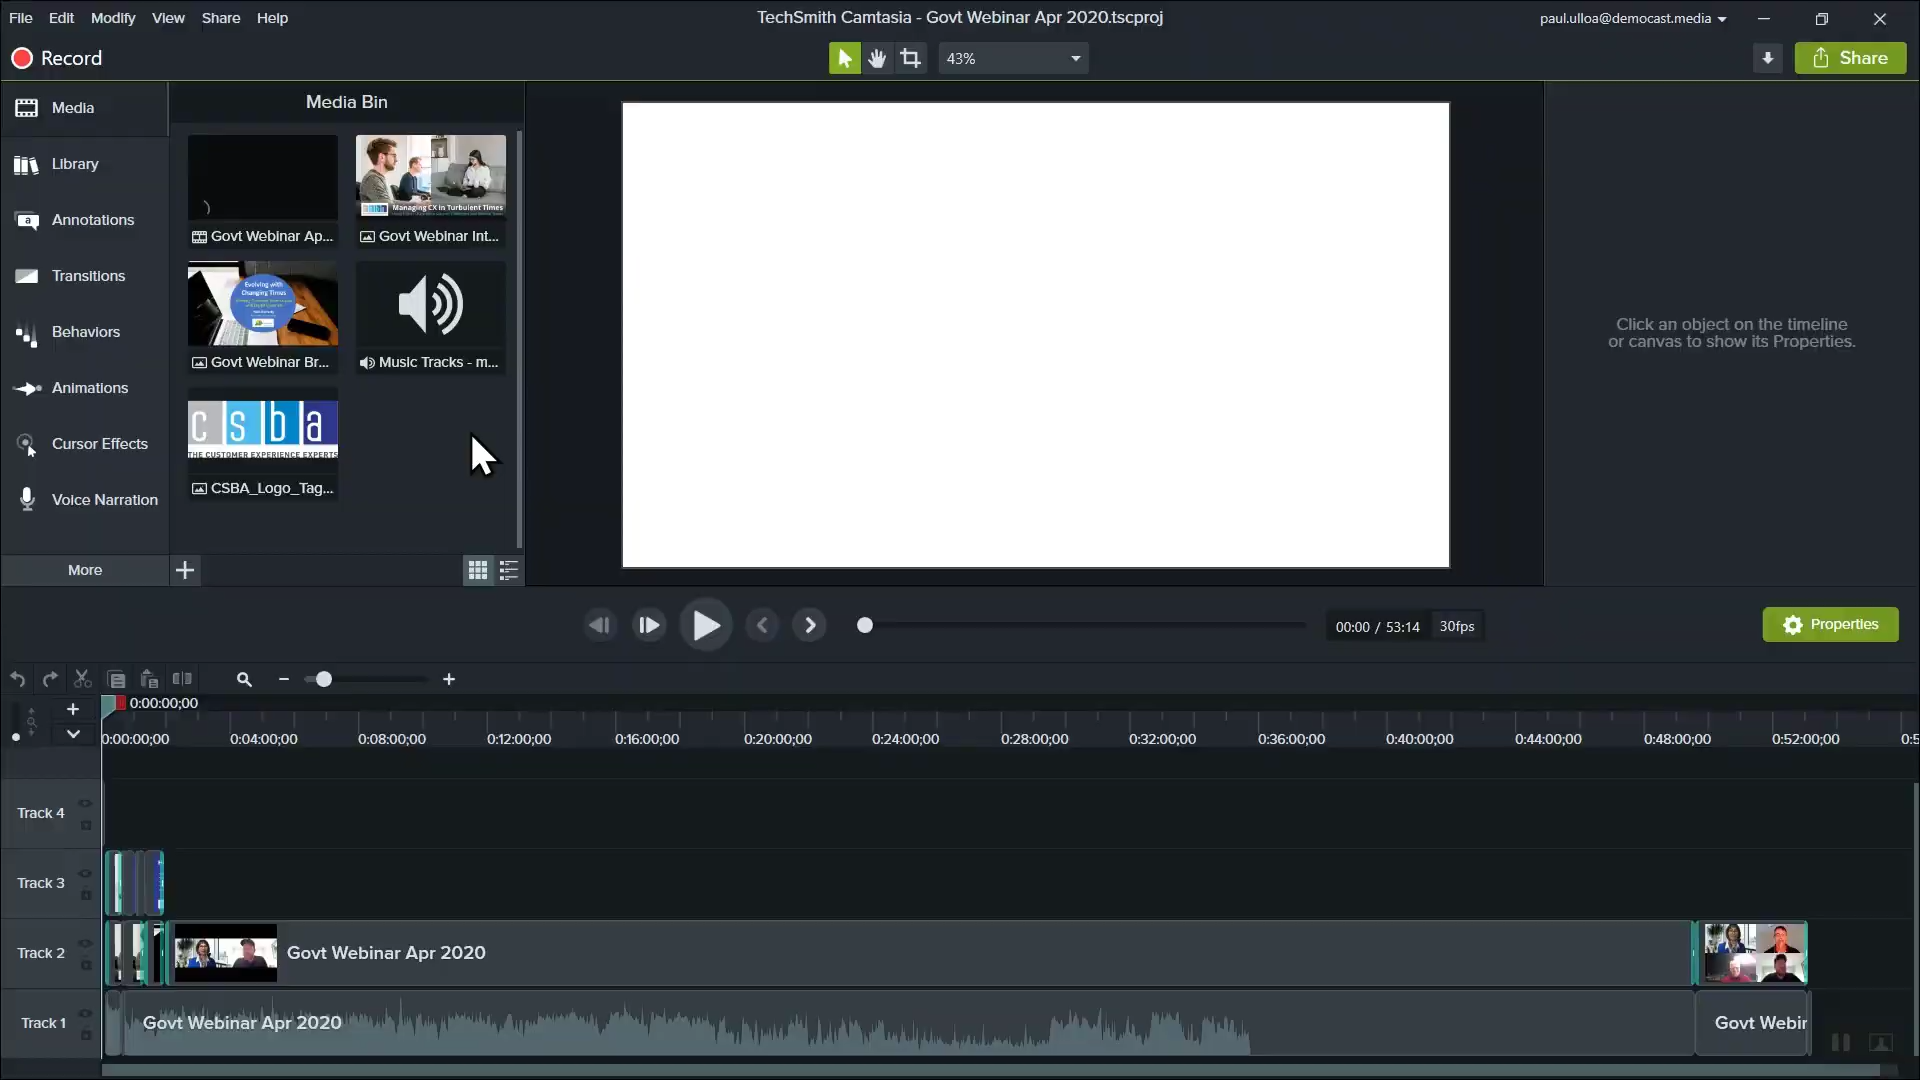 File Edit Modify View Share Help
TechSmith Camtasia - Govt Webinar Apr 2020.tscproj
paul.ulloa@democast.media
Record
43%
Share
Media
Library
Annotations
Transitions
Behaviors
Animations
Cursor Effects
Voice Narration
More
Media Bin
Managing CX in Turbulent Times
Govt Webinar Ap...
Govt Webinar Int...
Evolving with
Changing Times
Govt Webinar Br...
Music Tracks - m...
csba
THE CUSTOMER EXPERIENCE EXPERTS
CSBA_Logo_Tag...
Click an object on the timeline
or canvas to show its Properties.
00:00 / 53:14
30fps
Properties
0:00:00;00
0:00:00;00 0:04:00;00 0:08:00;00 0:12:00;00 0:16:00;00 0:20:00;00 0:24:00;00 0:28:00;00 0:32:00;00 0:36:00;00 0:40:00;00 0:44:00;00 0:48:00;00 0:52:00;00 0:5
Track 4
Track 3
Track 2
Govt Webinar Apr 2020
Track 1
Govt Webinar Apr 2020
Govt Webir